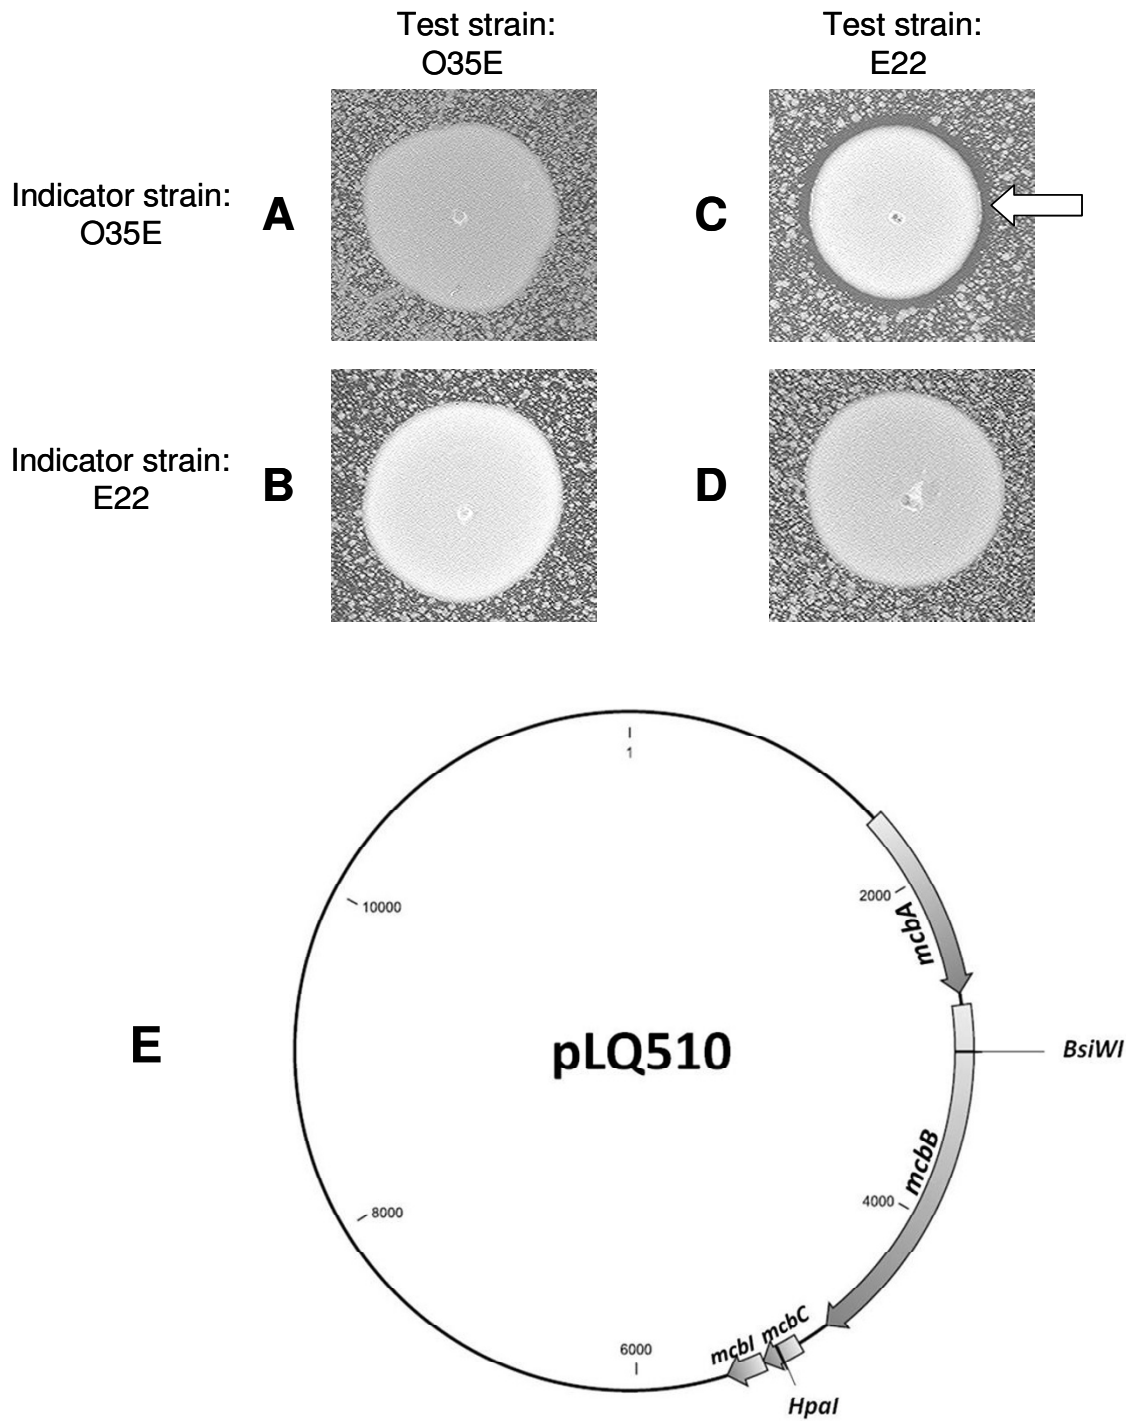 Test strain:
O35E
Test strain:
E22
Indicator strain:
O35E
A
C
Indicator strain:
E22
B
D
E
pLQ510
1
2000
4000
6000
8000
10000
mcbA
BsiWI
mcbB
mcbC
mcbI
HpaI